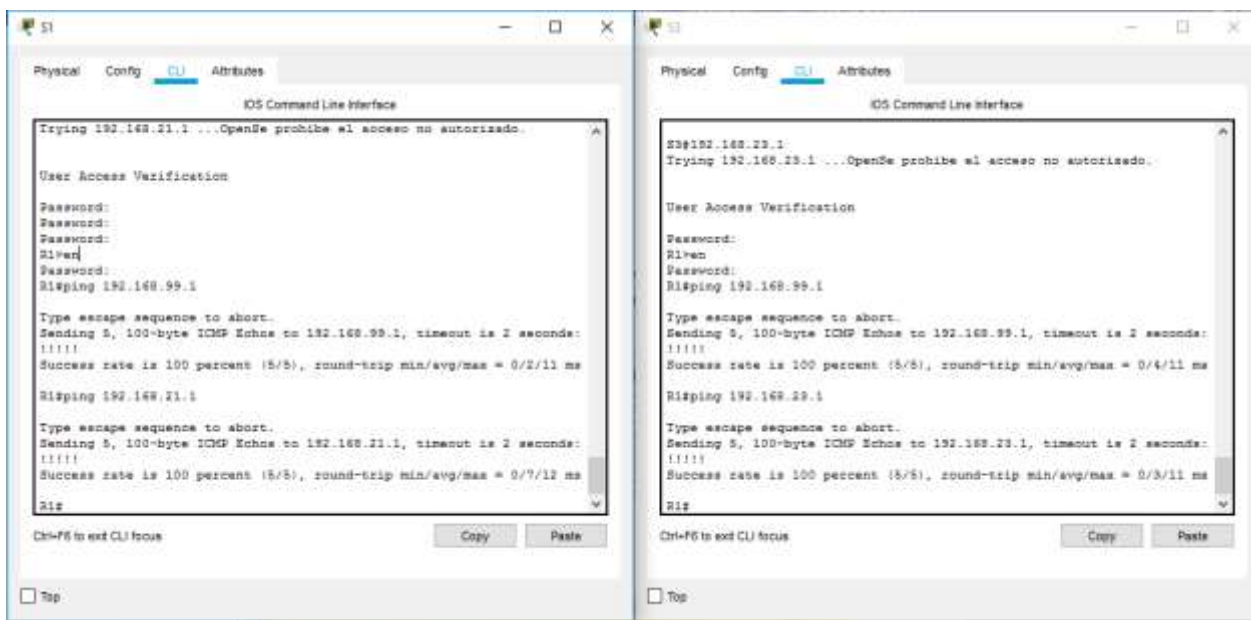 S1
Physical Config CLI Attributes
IOS Command Line Interface
Trying 192.168.21.1 ...OpenSe prohibe el acceso no autorizado.
User Access Verification
Password:
Password:
Password:
R1>en
Password:
R1#ping 192.168.99.1
Type escape sequence to abort.
Sending 5, 100-byte ICMP Echos to 192.168.99.1, timeout is 2 seconds:
!!!!!
Success rate is 100 percent (5/5), round-trip min/avg/max = 0/2/11 ms
R1#ping 192.168.21.1
Type escape sequence to abort.
Sending 5, 100-byte ICMP Echos to 192.168.21.1, timeout is 2 seconds:
!!!!!
Success rate is 100 percent (5/5), round-trip min/avg/max = 0/7/12 ms
R1#
Ctrl+F6 to exit CLI focus
Copy Paste
Top
Physical Config CLI Attributes
IOS Command Line Interface
S3#192.168.23.1
Trying 192.168.23.1 ...OpenSe prohibe el acceso no autorizado.
User Access Verification
Password:
R1>en
Password:
R1#ping 192.168.99.1
Type escape sequence to abort.
Sending 5, 100-byte ICMP Echos to 192.168.99.1, timeout is 2 seconds:
!!!!!
Success rate is 100 percent (5/5), round-trip min/avg/max = 0/4/11 ms
R1#ping 192.168.23.1
Type escape sequence to abort.
Sending 5, 100-byte ICMP Echos to 192.168.23.1, timeout is 2 seconds:
!!!!!
Success rate is 100 percent (5/5), round-trip min/avg/max = 0/3/11 ms
R1#
Ctrl+F6 to exit CLI focus
Copy Paste
Top